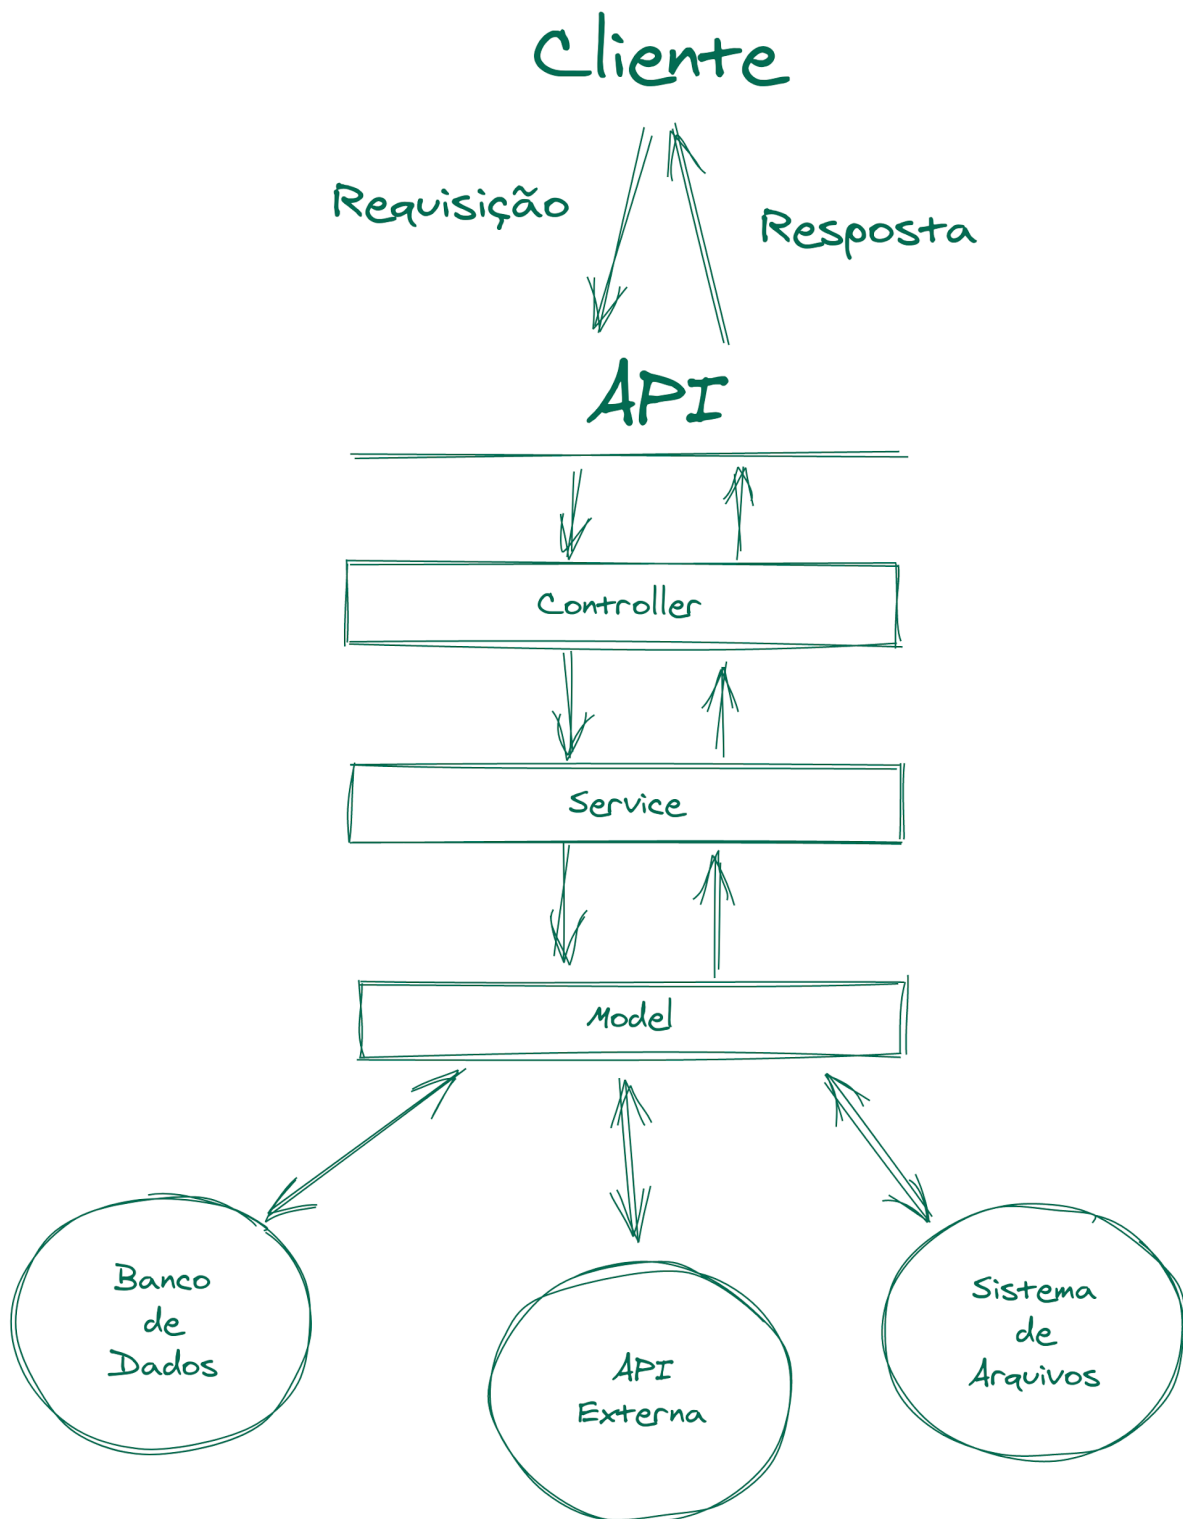 Cliente
Requisição
Resposta
API
Controller
Service
Model
Banco
de
Dados
API
Externa
Sistema
de
Arquivos